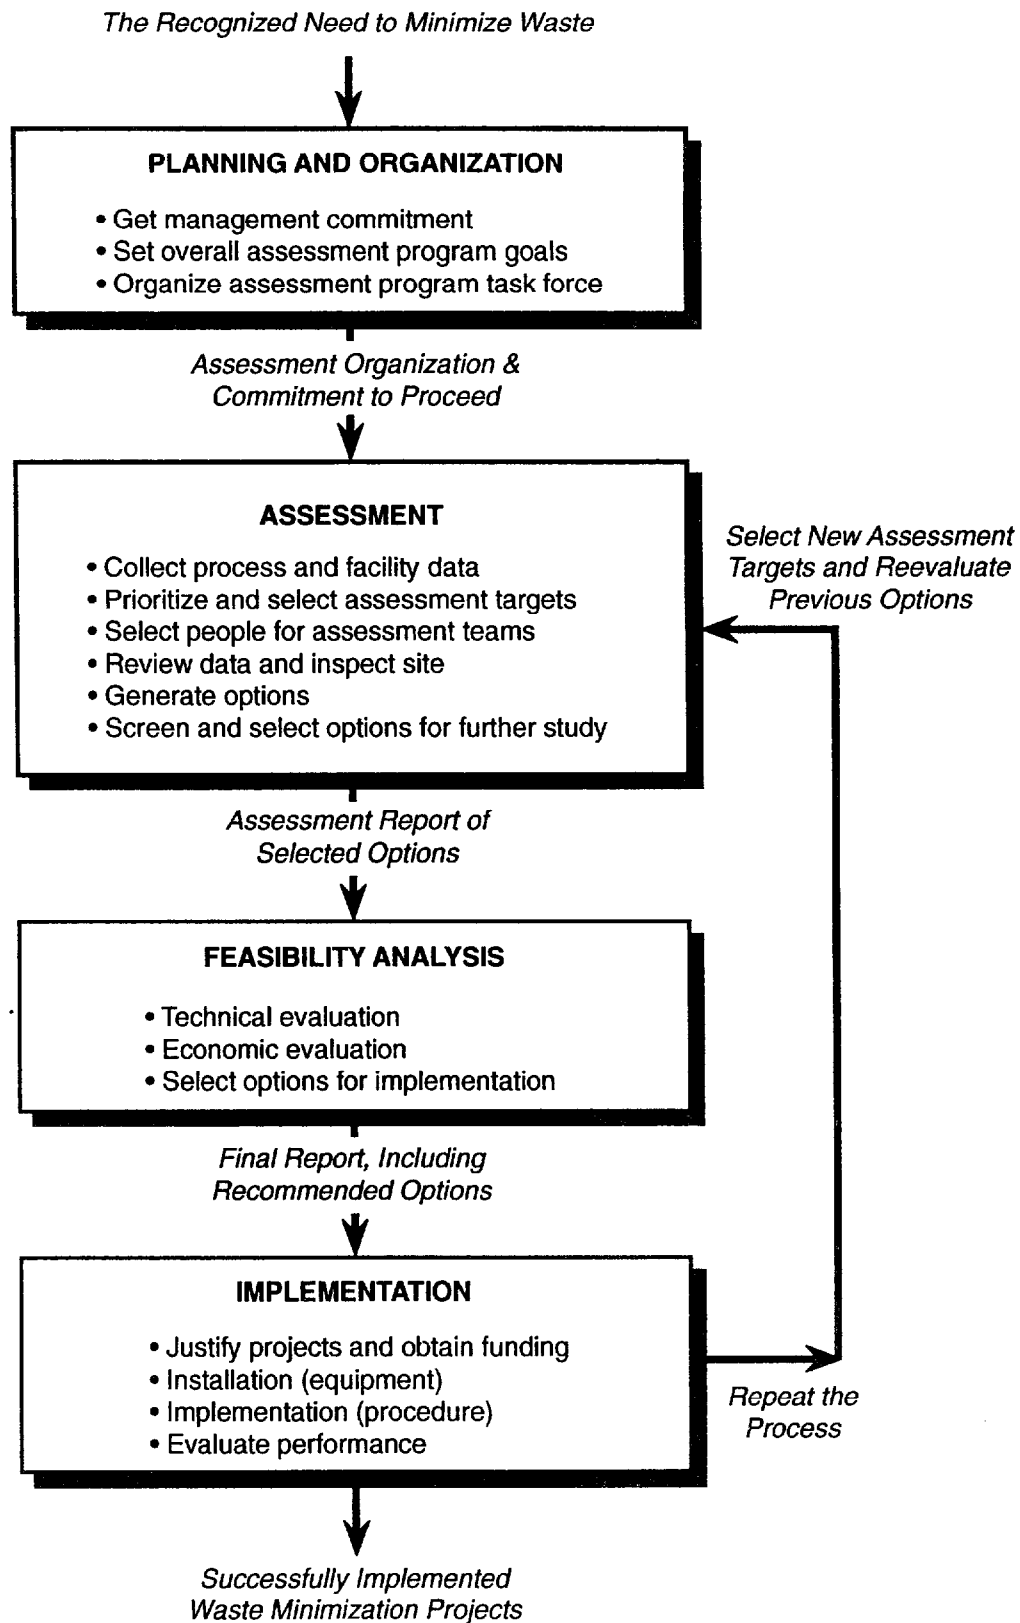 The Recognized Need to Minimize Waste
PLANNING AND ORGANIZATION
• Get management commitment
• Set overall assessment program goals
• Organize assessment program task force
Assessment Organization &
Commitment to Proceed
ASSESSMENT
• Collect process and facility data
• Prioritize and select assessment targets
• Select people for assessment teams
• Review data and inspect site
• Generate options
• Screen and select options for further study
Select New Assessment
Targets and Reevaluate
Previous Options
Assessment Report of
Selected Options
FEASIBILITY ANALYSIS
• Technical evaluation
• Economic evaluation
• Select options for implementation
Final Report, Including
Recommended Options
IMPLEMENTATION
• Justify projects and obtain funding
• Installation (equipment)
• Implementation (procedure)
• Evaluate performance
Repeat the
Process
Successfully Implemented
Waste Minimization Projects